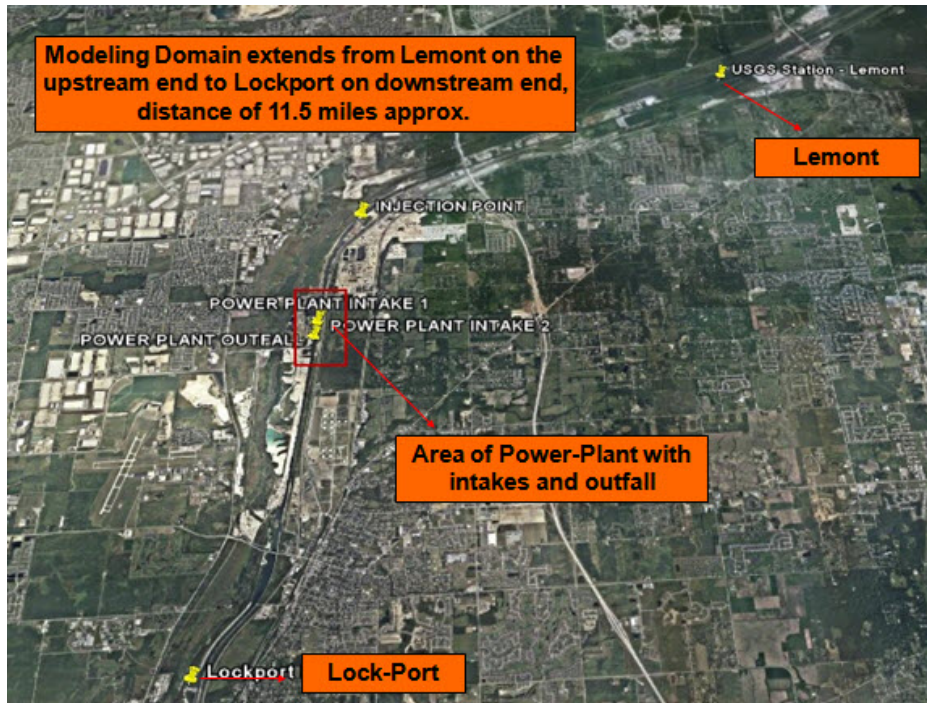 Modeling Domain extends from Lemont on the
upstream end to Lockport on downstream end,
distance of 11.5 miles approx.
USGS Station - Lemont
Lemont
INJECTION POINT
POWER PLANT INTAKE 1
POWER PLANT INTAKE 2
POWER PLANT OUTFALL
Area of Power-Plant with
intakes and outfall
Lockport
Lock-Port